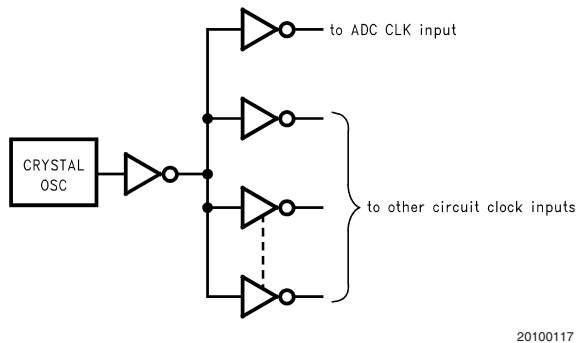 to ADC CLK input
CRYSTAL
OSC
to other circuit clock inputs
20100117